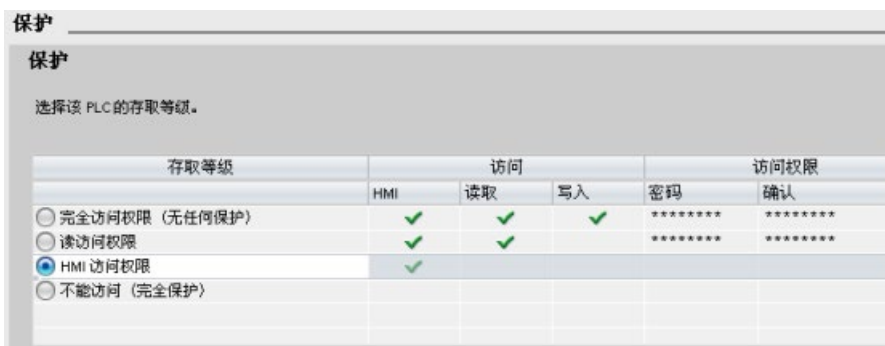 保护
保护
选择该 PLC的存取等级。
存取等级 访问 访问权限
HMI 读取 写入 密码 确认
完全访问权限（无任何保护） ******** ********
读访问权限 ******** ********
HMI 访问权限
不能访问（完全保护）